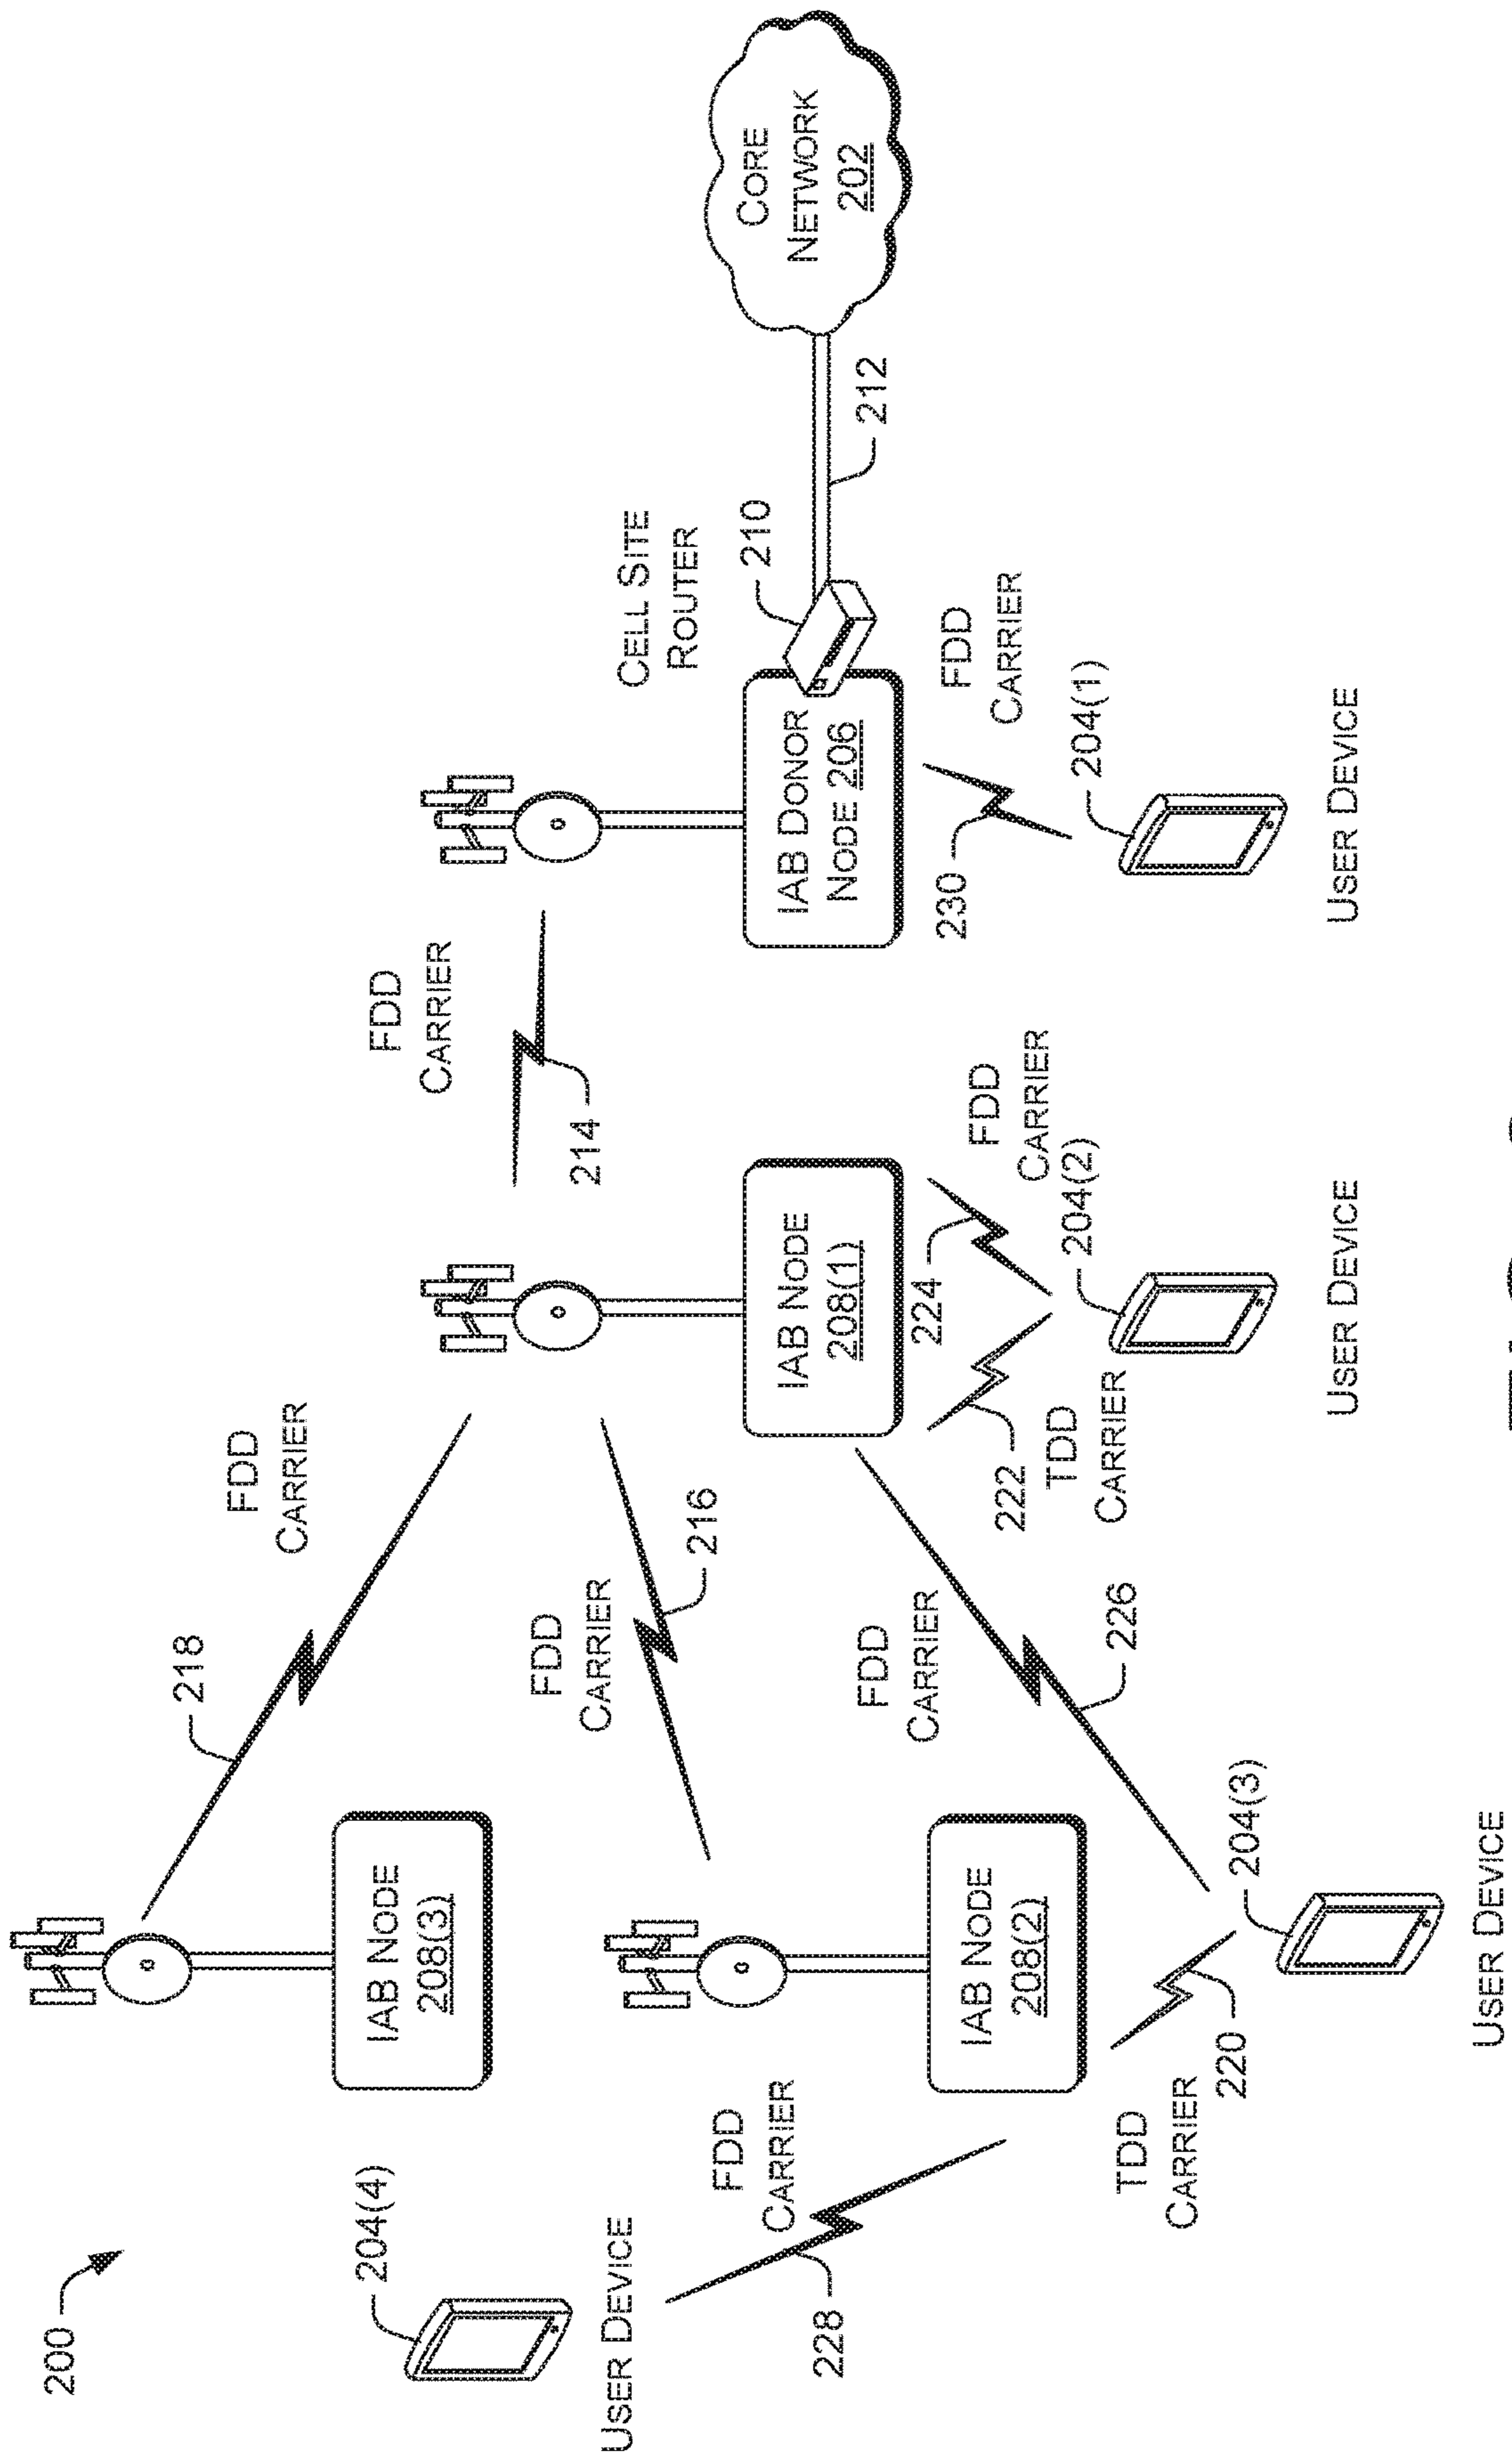 200
218
FDD
CARRIER
204(4)
IAB NODE
208(3)
FDD
CARRIER
214
FDD
CARRIER
216
USER DEVICE
CELL SITE
ROUTER
210
FDD
CARRIER
228
IAB NODE
208(1)
IAB DONOR
NODE 206
CORE
NETWORK
202
212
FDD
CARRIER
226
IAB NODE
208(2)
224
FDD
CARRIER
230
FDD
CARRIER
222
TDD
CARRIER
204(2)
204(1)
TDD
CARRIER
220
204(3)
USER DEVICE
USER DEVICE
USER DEVICE